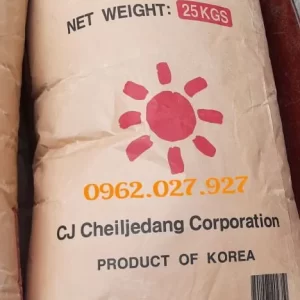 NET WEIGHT: 25KGS
0962.027.927
CJ Cheiljedang Corporation
PRODUCT OF KOREA